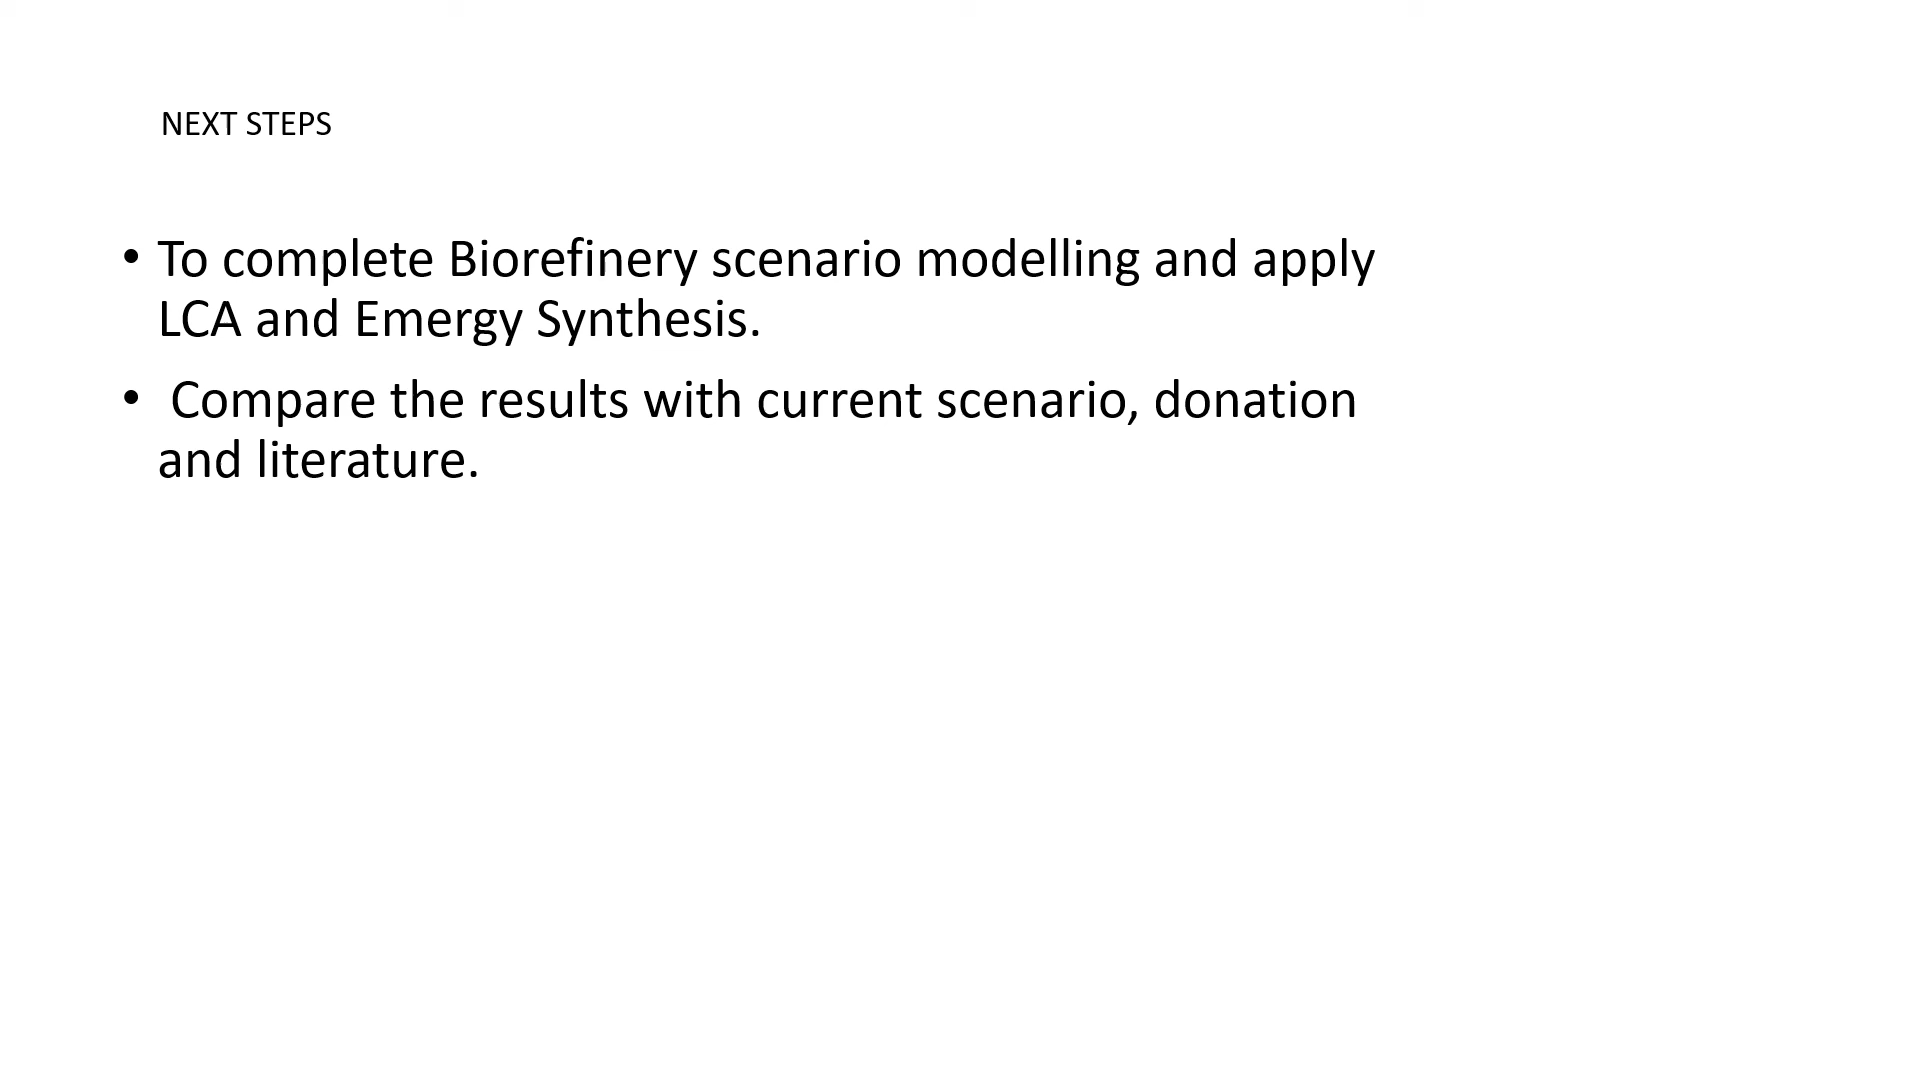 NEXT STEPS
• To complete Biorefinery scenario modelling and apply
LCA and Emergy Synthesis.
• Compare the results with current scenario, donation
and literature.